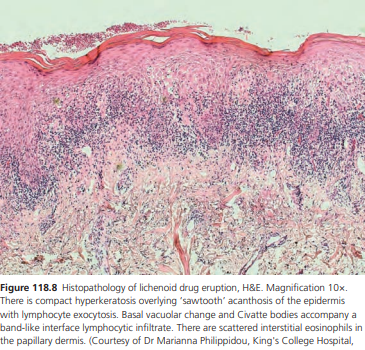 Figure 118.8 Histopathology of lichenoid drug eruption, H&E. Magnification 10×.
There is compact hyperkeratosis overlying ‘sawtooth’ acanthosis of the epidermis
with lymphocyte exocytosis. Basal vacuolar change and Civatte bodies accompany a
band-like interface lymphocytic infiltrate. There are scattered interstitial eosinophils in
the papillary dermis. (Courtesy of Dr Marianna Philippidou, King's College Hospital,